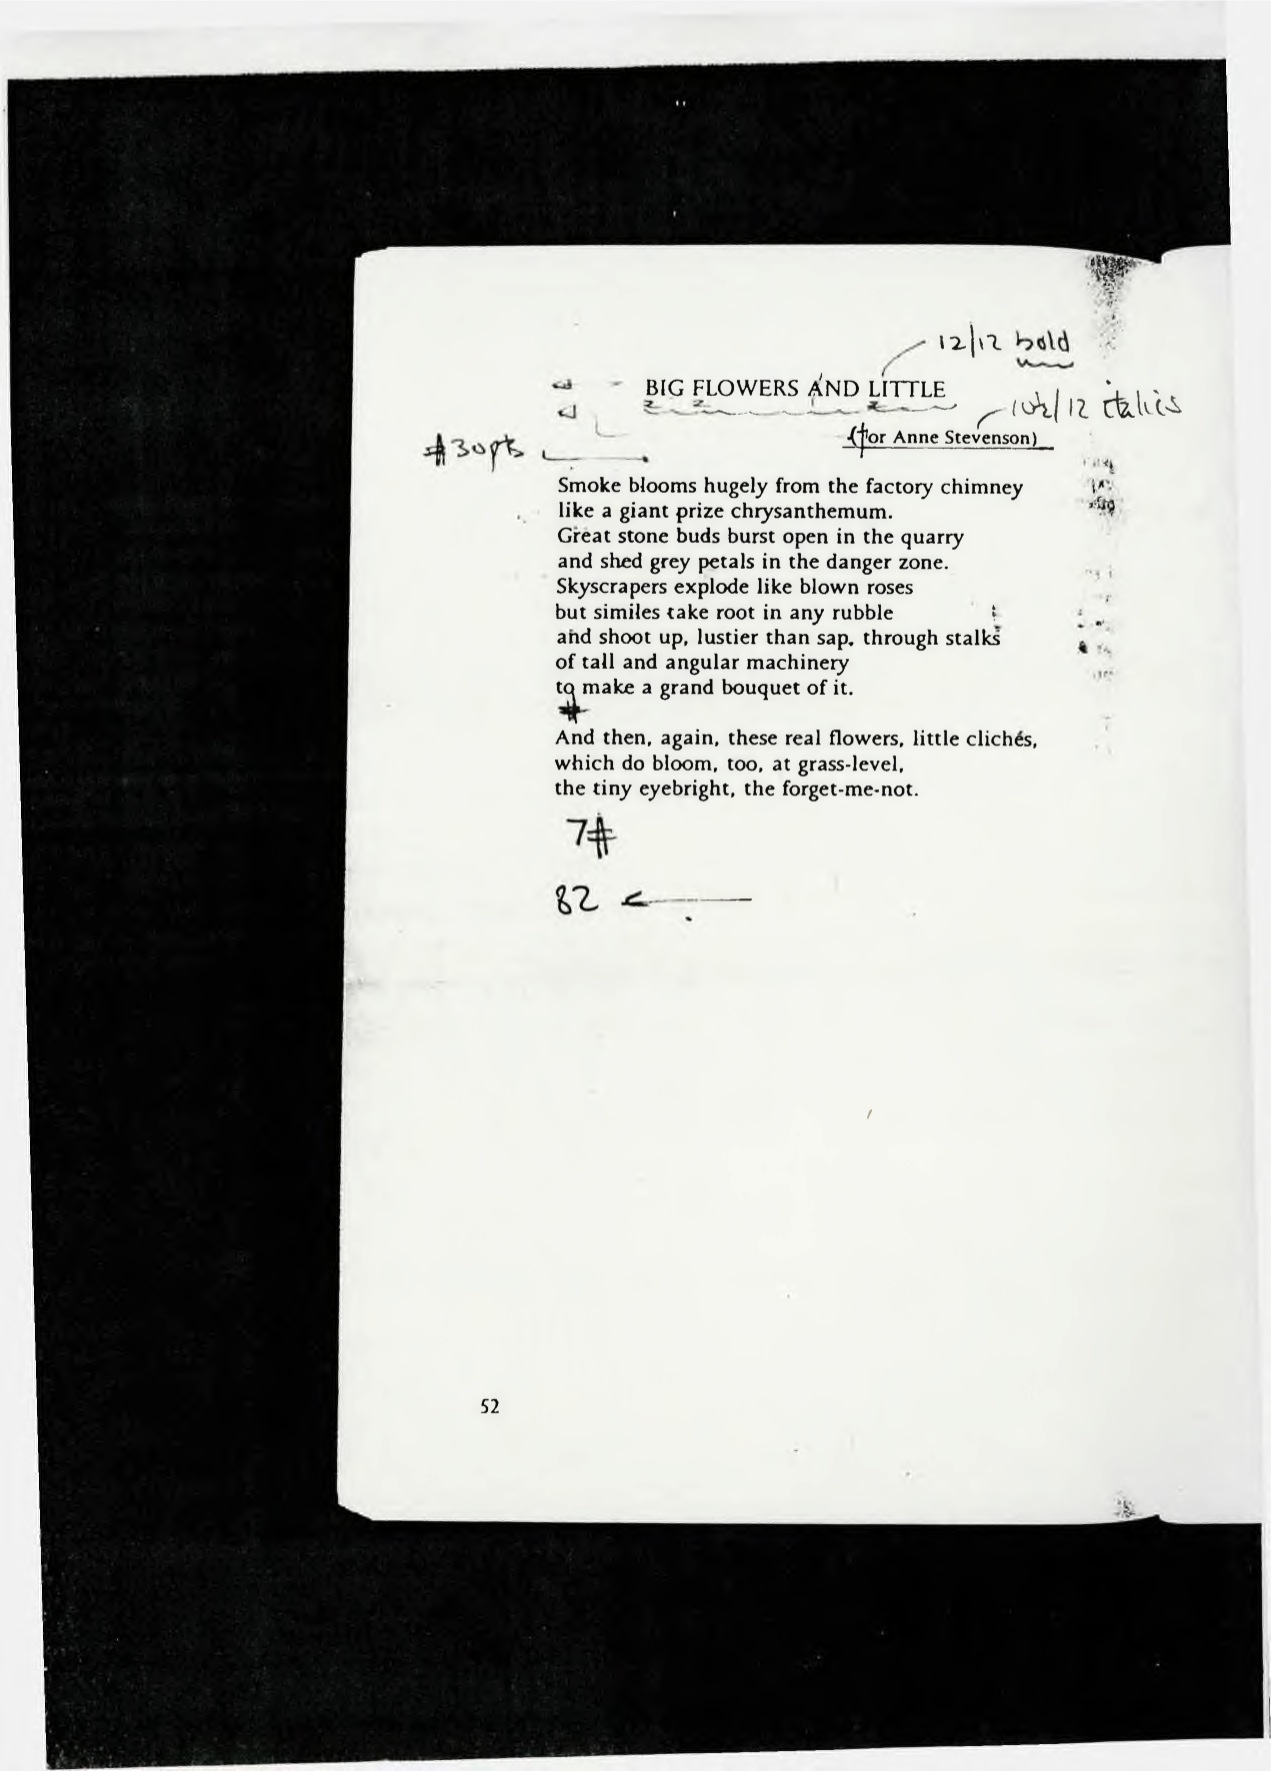 12/12 bold
BIG FLOWERS AND LITTLE
10½/12 italics
(for Anne Stevenson)
#30pts
Smoke blooms hugely from the factory chimney
like a giant prize chrysanthemum.
Great stone buds burst open in the quarry
and shed grey petals in the danger zone.
Skyscrapers explode like blown roses
but similes take root in any rubble
and shoot up, lustier than sap, through stalks
of tall and angular machinery
to make a grand bouquet of it.
#
And then, again, these real flowers, little clichés,
which do bloom, too, at grass-level,
the tiny eyebright, the forget-me-not.
7#
82
52